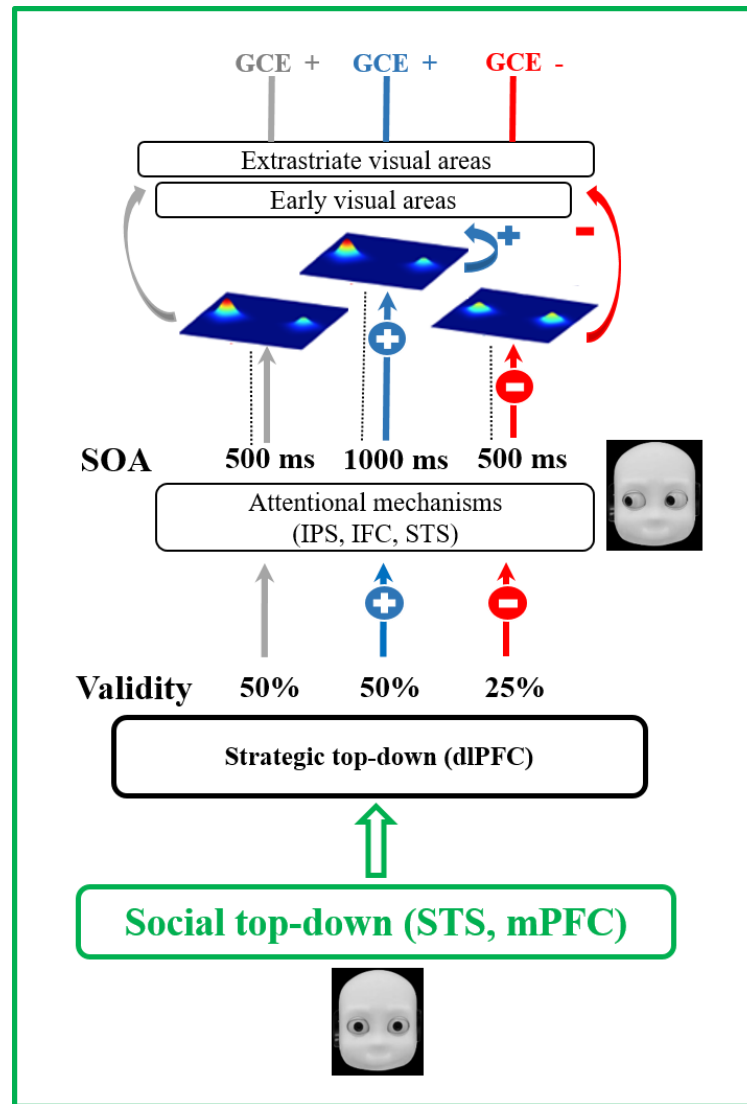 GCE + GCE + GCE -
Extrastriate visual areas
Early visual areas
+ -
+ -
SOA 500 ms 1000 ms 500 ms
Attentional mechanisms
(IPS, IFC, STS)
+ -
Validity 50% 50% 25%
Strategic top-down (dlPFC)
Social top-down (STS, mPFC)